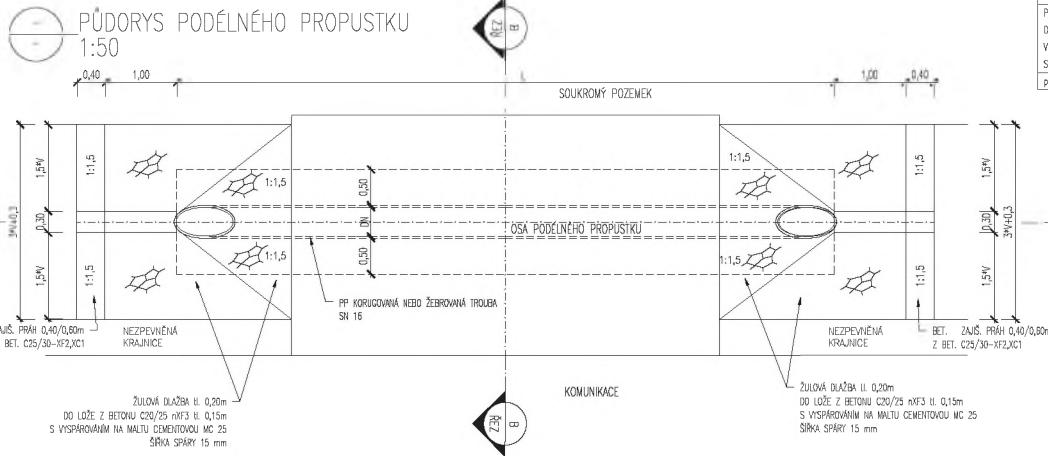 PŮDORYS PODÉLNÉHO PROPUSTKU
1:50
ŘEZ B
P
D
V
S
P
0,40 1,00 L 1,00 0,40
SOUKROMÝ POZEMEK
1:1,5 1:1,5
1,5*V 1:1,5 1:1,5 1,5*V
0,50
3*V+0,3 0,30 DN OSA PODÉLNÉHO PROPUSTKU 0,30 3*V+0,3
0,50
1,5*V 1:1,5 1:1,5 1,5*V
1:1,5 1:1,5
PP KORUGOVANÁ NEBO ŽEBROVANÁ TROUBA
SN 16
ZAJIŠ. PRÁH 0,40/0,60m
BET. C25/30-XF2,XC1
NEZPEVNĚNÁ
KRAJNICE
NEZPEVNĚNÁ
KRAJNICE
BET. ZAJIŠ. PRÁH 0,40/0,60m
Z BET. C25/30-XF2,XC1
KOMUNIKACE
ŽULOVÁ DLAŽBA tl. 0,20m
DO LOŽE Z BETONU C20/25 nXF3 tl. 0,15m
S VYSPÁROVÁNÍM NA MALTU CEMENTOVOU MC 25
ŠÍŘKA SPÁRY 15 mm
ŘEZ B
ŽULOVÁ DLAŽBA tl. 0,20m
DO LOŽE Z BETONU C20/25 nXF3 tl. 0,15m
S VYSPÁROVÁNÍM NA MALTU CEMENTOVOU MC 25
ŠÍŘKA SPÁRY 15 mm